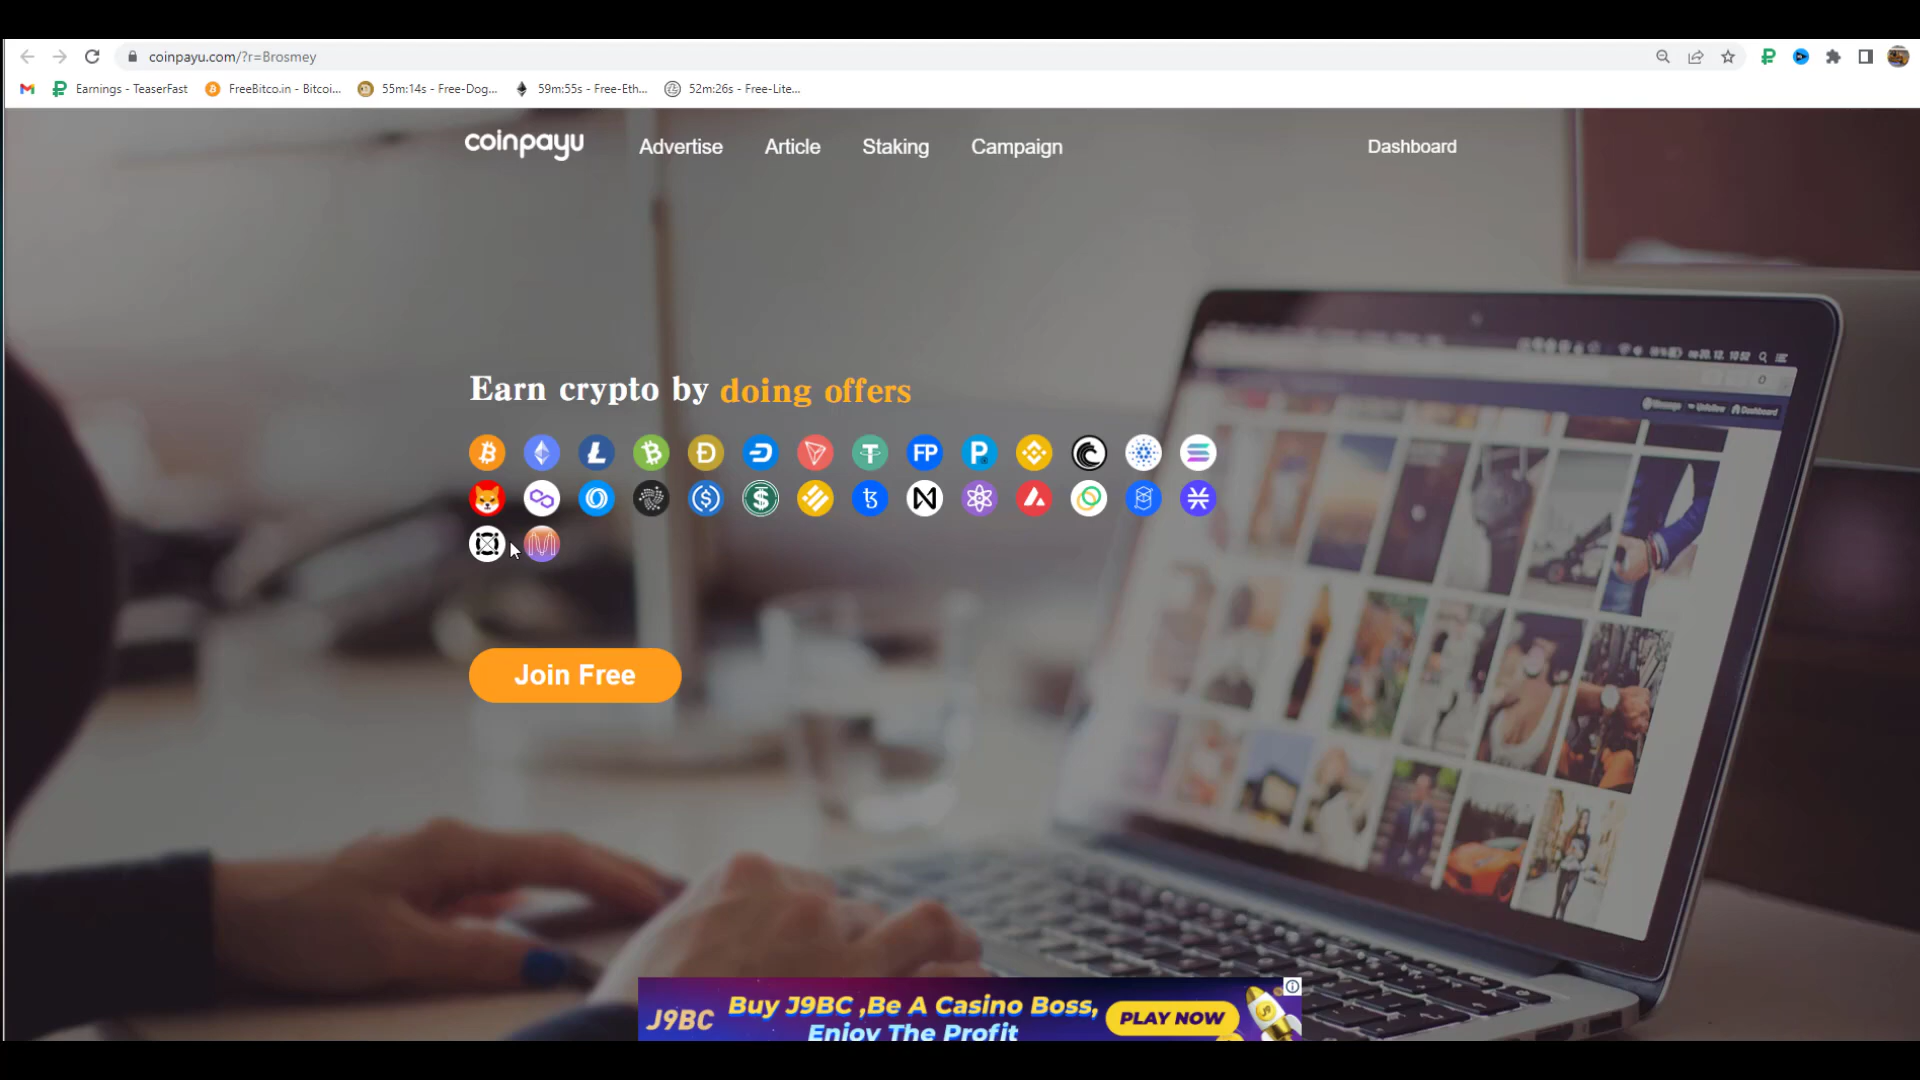 coinpayu.com/?r=Brosmey
Earnings - TeaserFast
FreeBitco.in - Bitcoi...
55m:14s - Free-Dog...
59m:55s - Free-Eth...
52m:26s - Free-Lite...
coinpayu
Advertise
Article
Staking
Campaign
Dashboard
Earn crypto by doing offers
FP
Join Free
J9BC
Buy J9BC ,Be A Casino Boss,
Enjoy The Profit
PLAY NOW